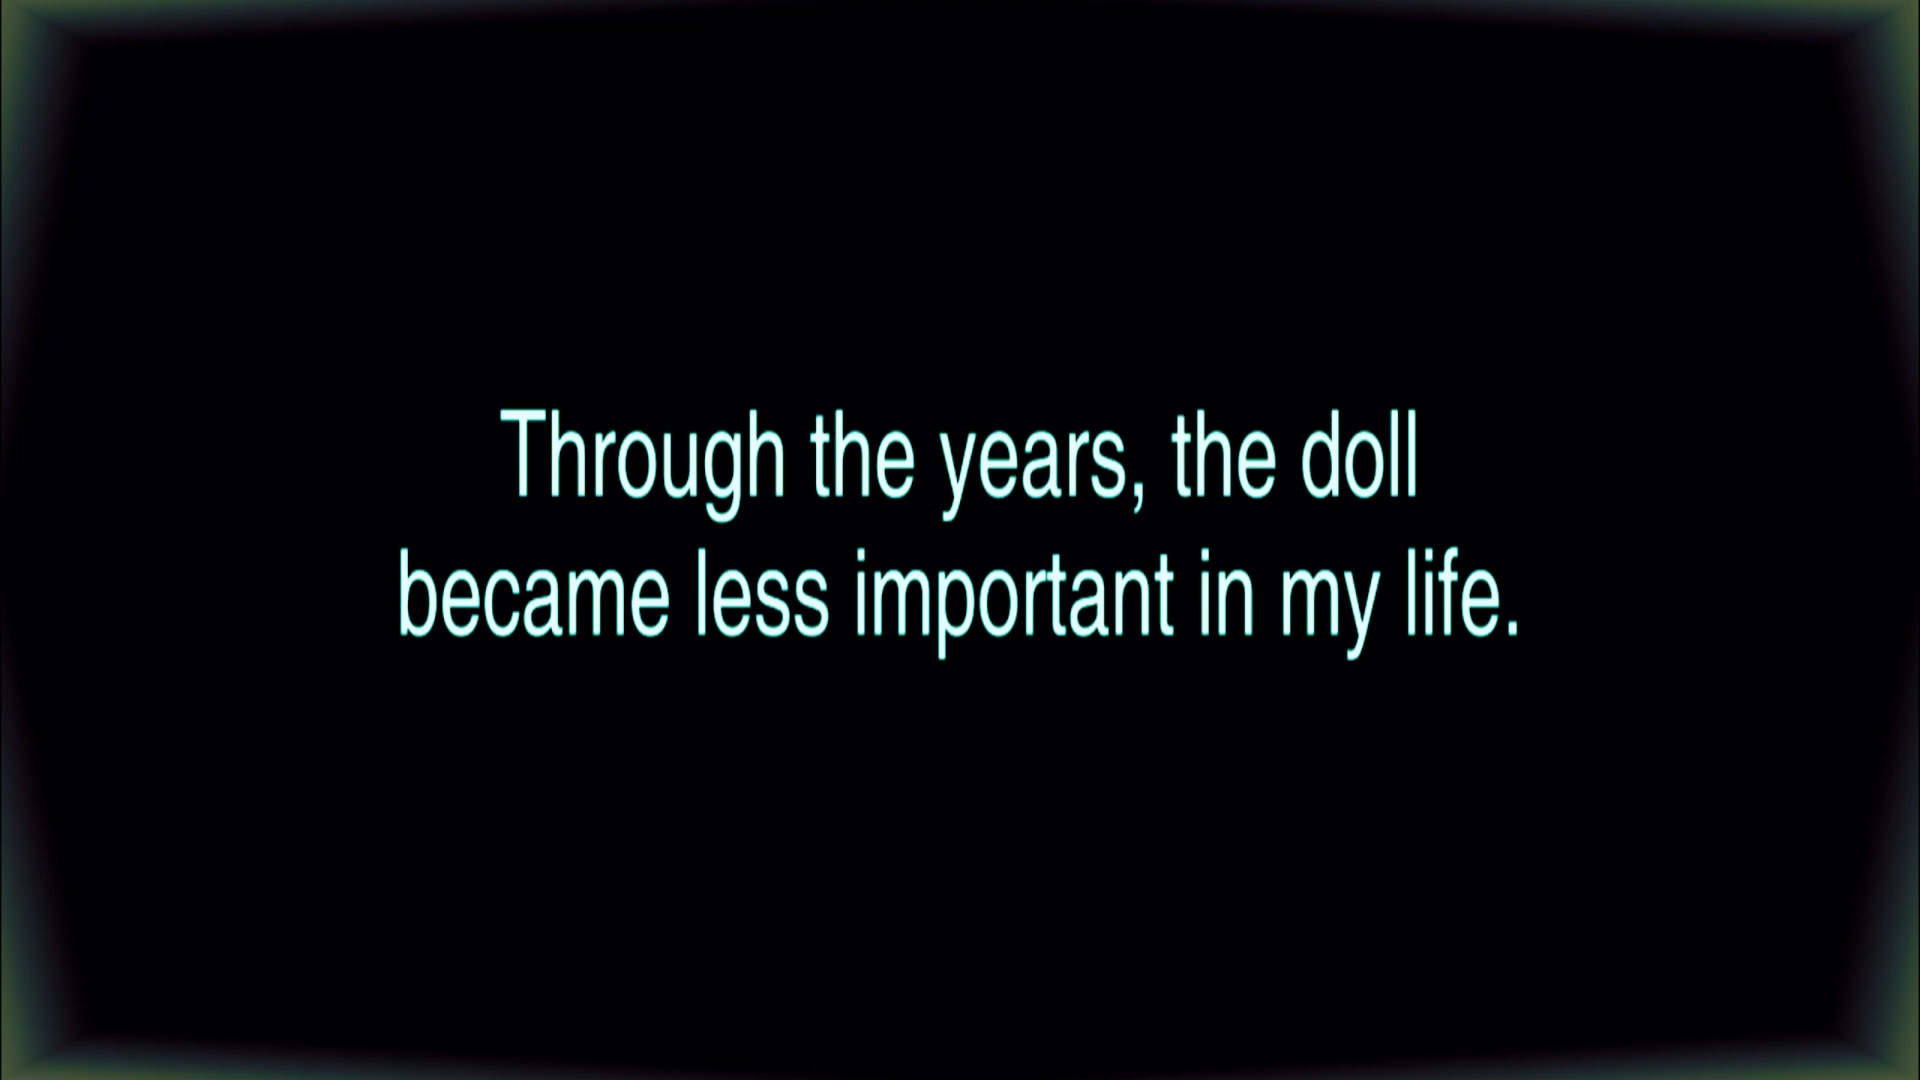 Through the years, the doll
became less important in my life.